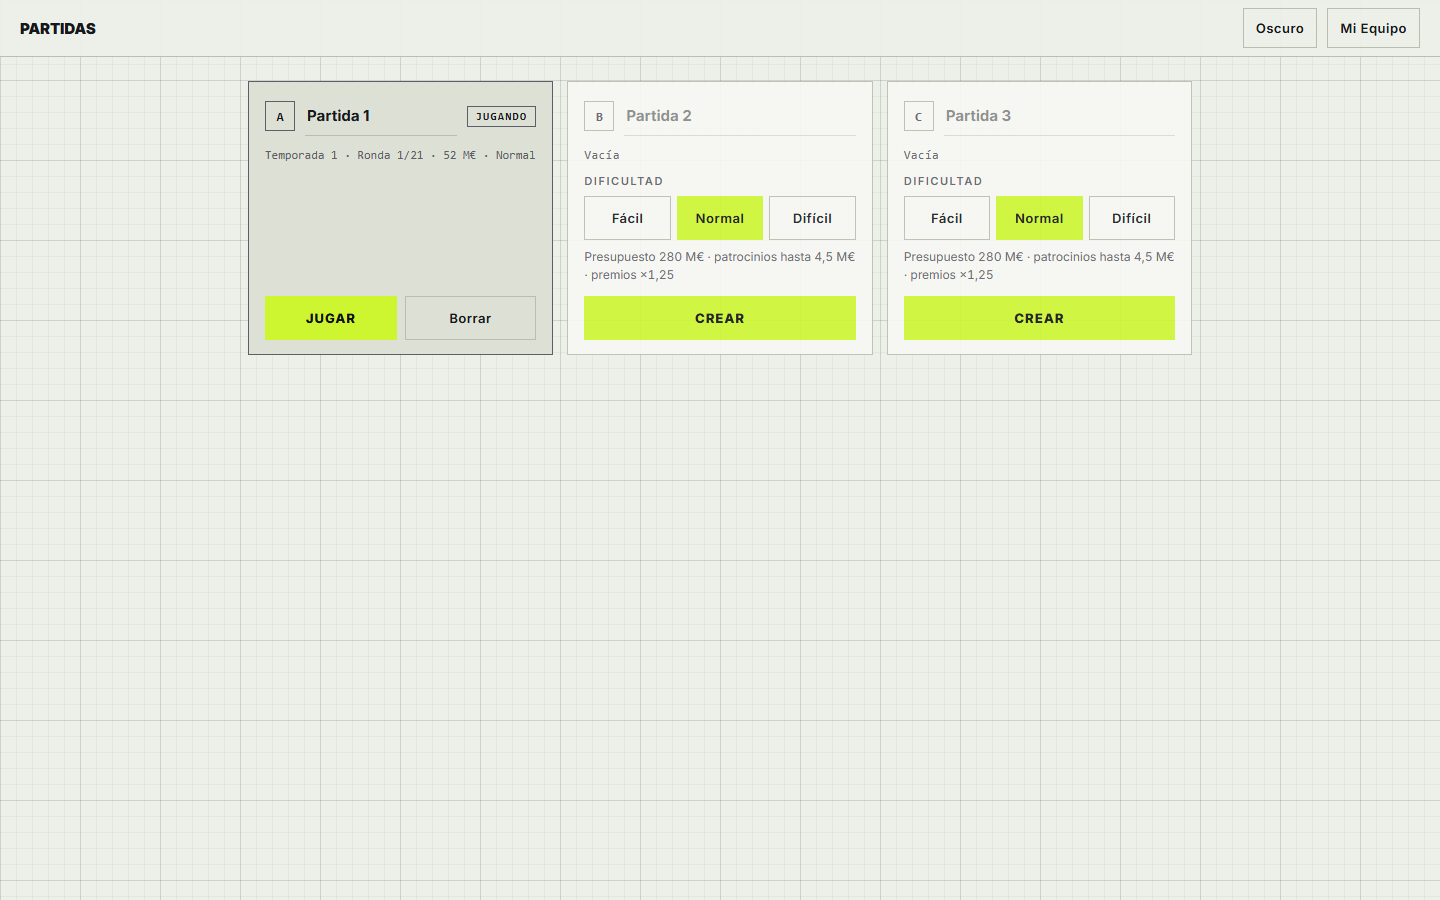 PARTIDAS
Oscuro
Mi Equipo
A
Partida 1
JUGANDO
Temporada 1 · Ronda 1/21 · 52 M€ · Normal
JUGAR
Borrar
B
Partida 2
Vacía
DIFICULTAD
Fácil
Normal
Difícil
Presupuesto 280 M€ · patrocinios hasta 4,5 M€
· premios ×1,25
CREAR
C
Partida 3
Vacía
DIFICULTAD
Fácil
Normal
Difícil
Presupuesto 280 M€ · patrocinios hasta 4,5 M€
· premios ×1,25
CREAR